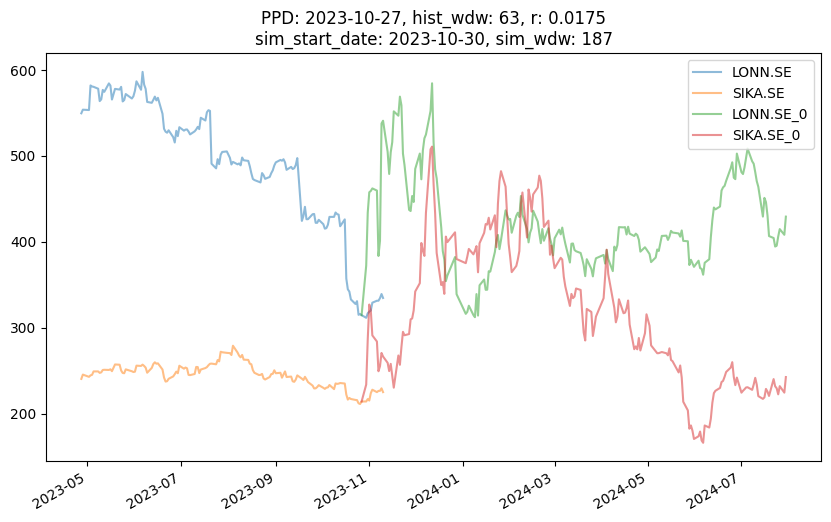 PPD: 2023-10-27, hist_wdw: 63, r: 0.0175
sim_start_date: 2023-10-30, sim_wdw: 187
LONN.SE
SIKA.SE
LONN.SE_0
SIKA.SE_0
600
500
400
300
200
2023-05
2023-07
2023-09
2023-11
2024-01
2024-03
2024-05
2024-07